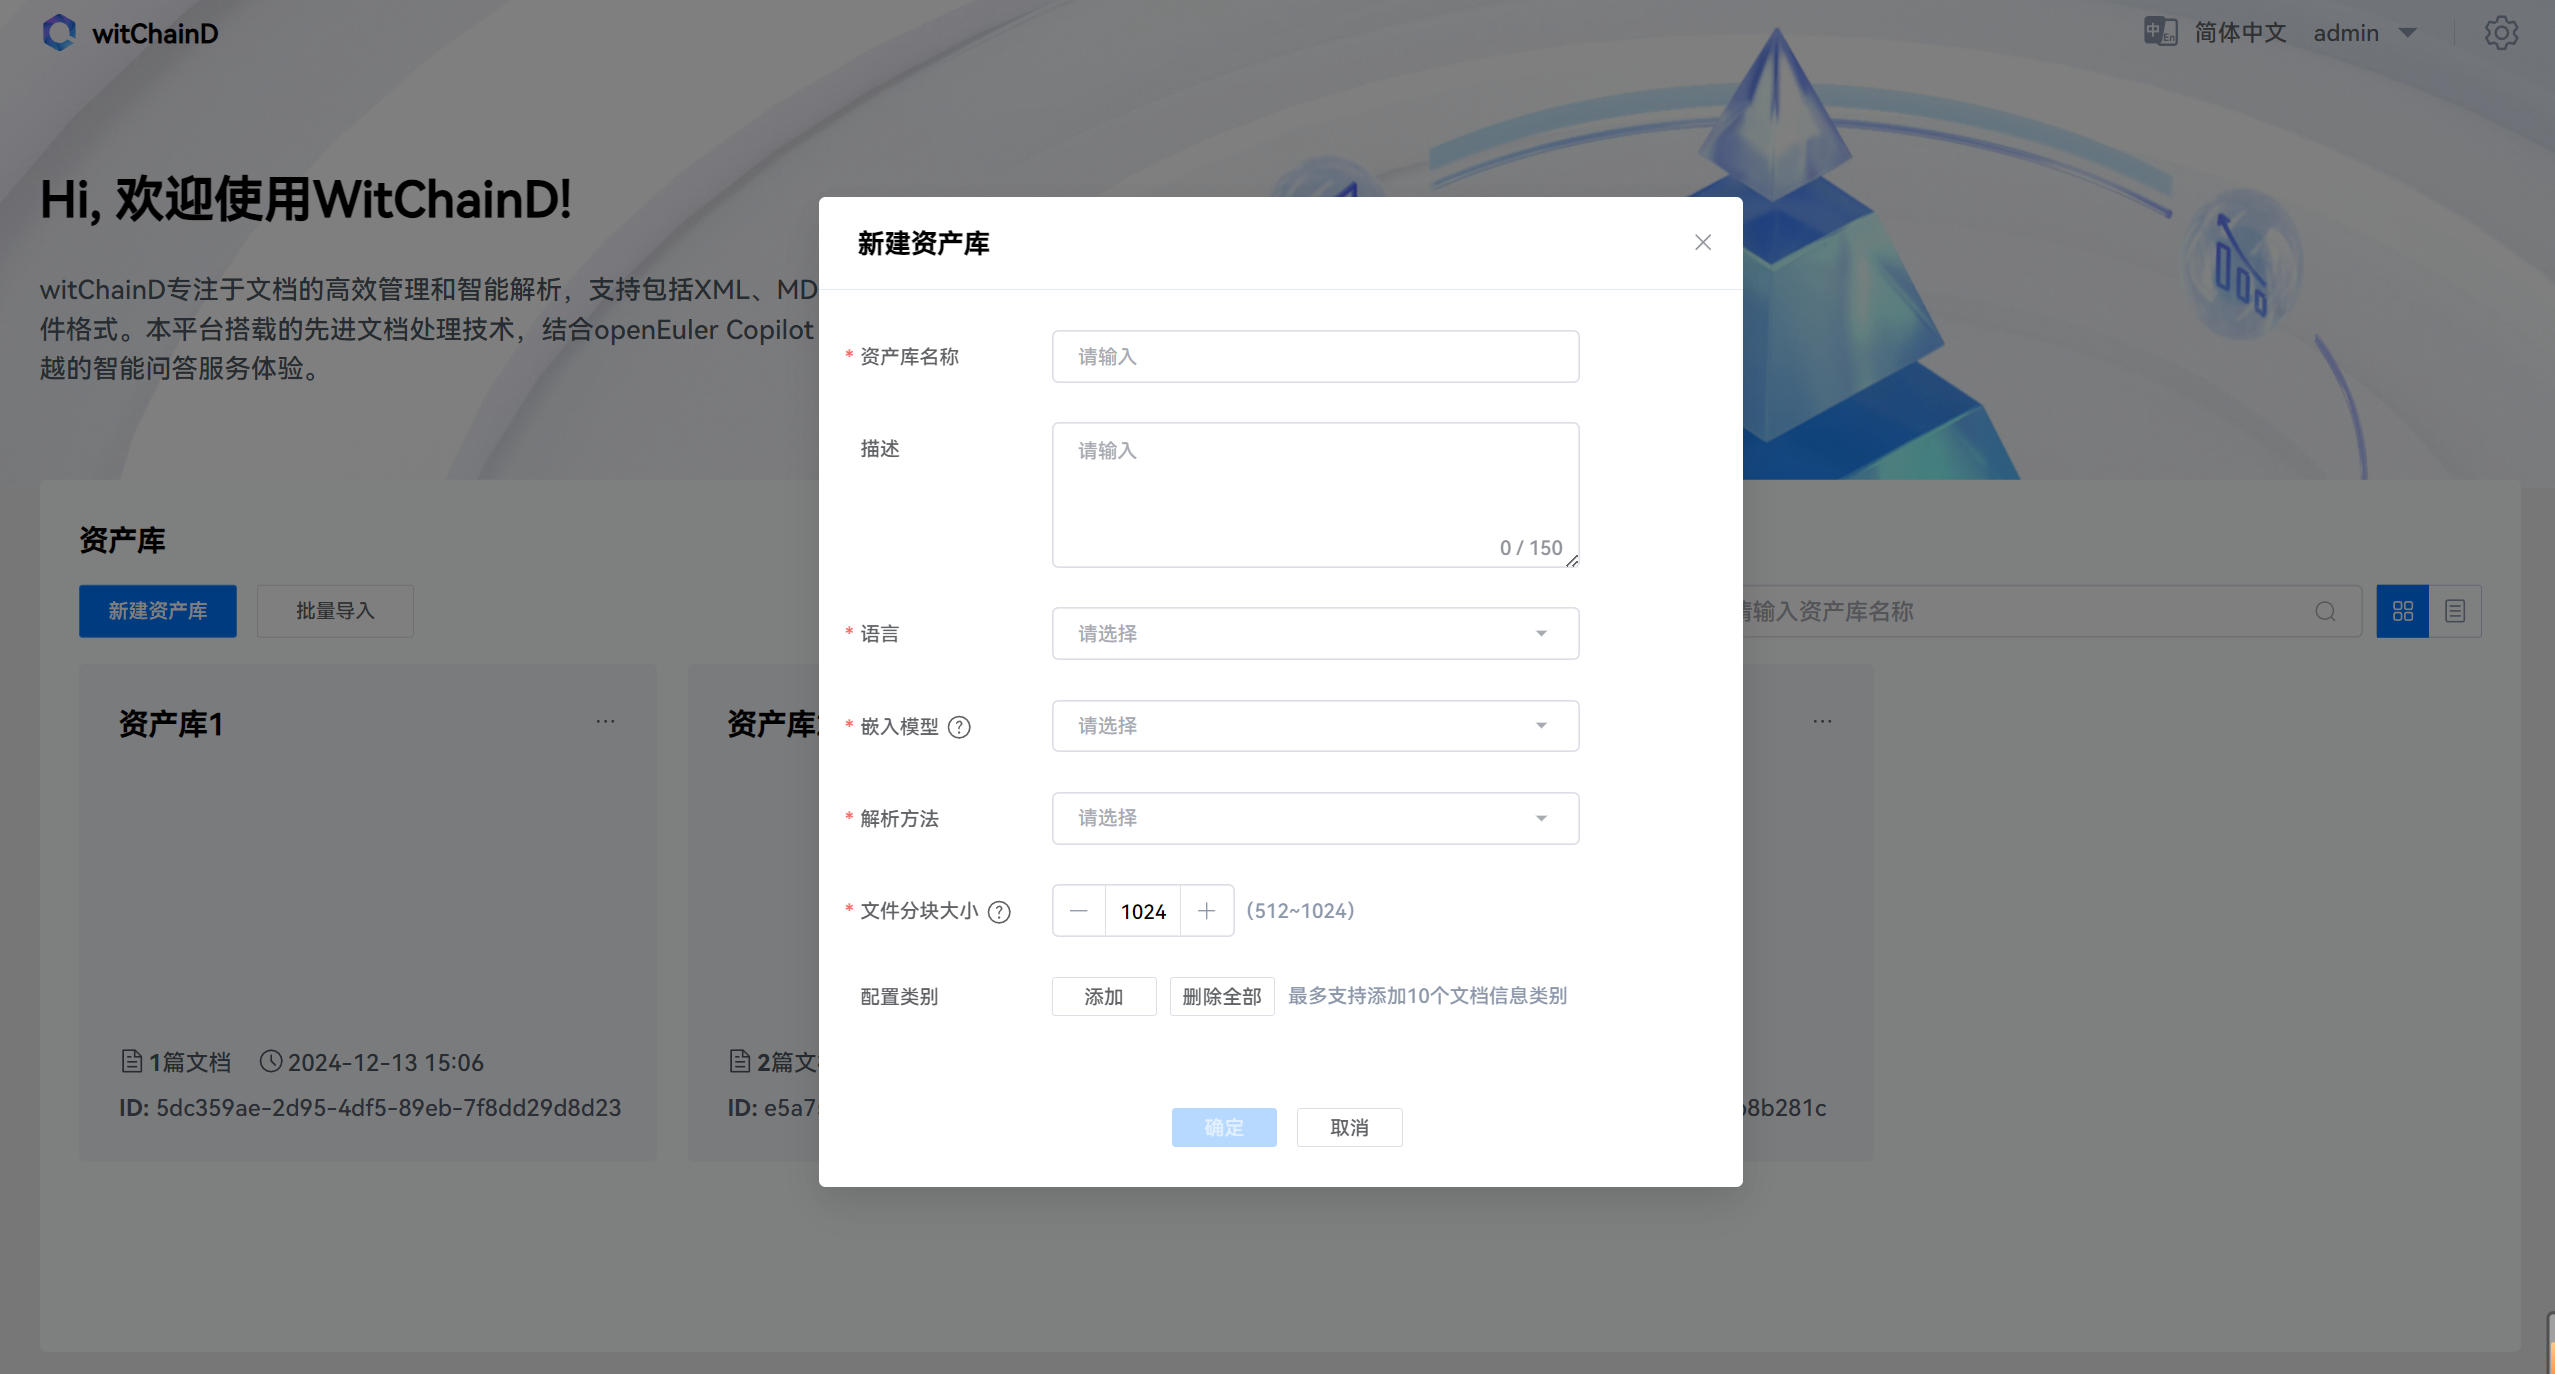 witChainD
简体中文 admin
Hi, 欢迎使用WitChainD!
witChainD专注于文档的高效管理和智能解析，支持包括XML、MD
件格式。本平台搭载的先进文档处理技术，结合openEuler Copilot
越的智能问答服务体验。
资产库
新建资产库 批量导入
输入资产库名称
资产库1 ...
资产库
...
1篇文档 2024-12-13 15:06
ID: 5dc359ae-2d95-4df5-89eb-7f8dd29d8d23
2篇文
ID: e5a7
8b281c
新建资产库
* 资产库名称 请输入
描述 请输入
0 / 150
* 语言 请选择
* 嵌入模型 ? 请选择
* 解析方法 请选择
* 文件分块大小 ? — 1024 + (512~1024)
配置类别 添加 删除全部 最多支持添加10个文档信息类别
确定 取消